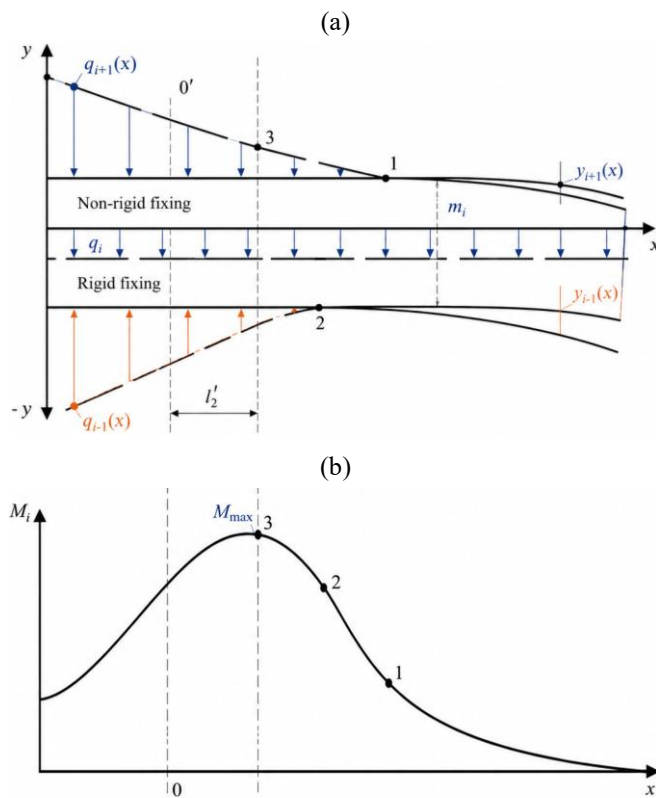 (a)
y
q_{i+1}(x)
0′
3
1
y_{i+1}(x)
Non-rigid fixing
m_i
q_i
x
Rigid fixing
2
y_{i-1}(x)
l′_2
- y
q_{i-1}(x)
(b)
M_i
M_max
3
2
1
0
x